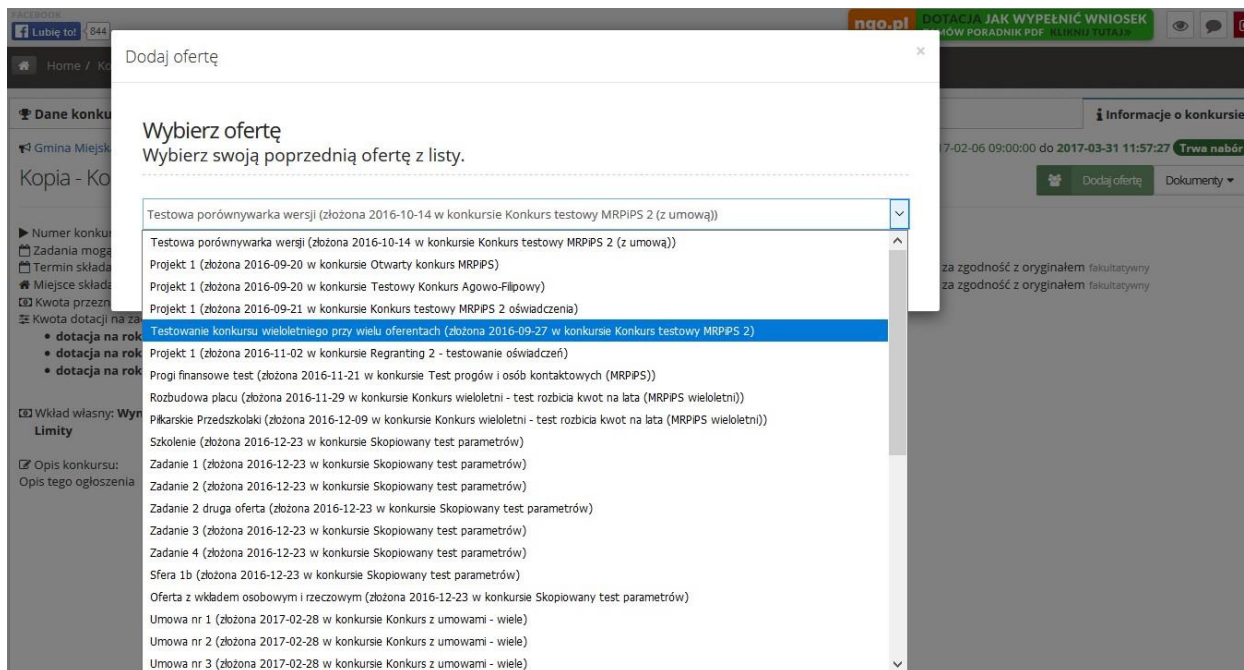 FACEBOOK
Lubię to! 844
ngo.pl DOTACJA JAK WYPEŁNIĆ WNIOSEK
PORADNIK PDF KLIKNIJ TUTAJ»
Home / Ko
Dodaj ofertę ×
Dane konku
Informacje o konkursie
Wybierz ofertę
Wybierz swoją poprzednią ofertę z listy.
Gmina Miejsk
7-02-06 09:00:00 do 2017-03-31 11:57:27 Trwa nabór
Kopia - Ko
Dodaj ofertę Dokumenty
Testowa porównywarka wersji (złożona 2016-10-14 w konkursie Konkurs testowy MRPiPS 2 (z umową))
Numer konku
Zadania mogą
Termin składa
za zgodność z oryginałem fakultatywny
Miejsce składa
za zgodność z oryginałem fakultatywny
Kwota przezn
Kwota dotacji na za
• dotacja na rok
• dotacja na rok
• dotacja na rok
Wkład własny: Wyn
Limity
Opis konkursu:
Opis tego ogłoszenia
Testowa porównywarka wersji (złożona 2016-10-14 w konkursie Konkurs testowy MRPiPS 2 (z umową))
Projekt 1 (złożona 2016-09-20 w konkursie Otwarty konkurs MRPiPS)
Projekt 1 (złożona 2016-09-20 w konkursie Testowy Konkurs Agowo-Filipowy)
Projekt 1 (złożona 2016-09-21 w konkursie Konkurs testowy MRPiPS 2 oświadczenia)
Testowanie konkursu wieloletniego przy wielu oferentach (złożona 2016-09-27 w konkursie Konkurs testowy MRPiPS 2)
Projekt 1 (złożona 2016-11-02 w konkursie Regranting 2 - testowanie oświadczeń)
Progi finansowe test (złożona 2016-11-21 w konkursie Test progów i osób kontaktowych (MRPiPS))
Rozbudowa placu (złożona 2016-11-29 w konkursie Konkurs wieloletni - test rozbicia kwot na lata (MRPiPS wieloletni))
Piłkarskie Przedszkolaki (złożona 2016-12-09 w konkursie Konkurs wieloletni - test rozbicia kwot na lata (MRPiPS wieloletni))
Szkolenie (złożona 2016-12-23 w konkursie Skopiowany test parametrów)
Zadanie 1 (złożona 2016-12-23 w konkursie Skopiowany test parametrów)
Zadanie 2 (złożona 2016-12-23 w konkursie Skopiowany test parametrów)
Zadanie 2 druga oferta (złożona 2016-12-23 w konkursie Skopiowany test parametrów)
Zadanie 3 (złożona 2016-12-23 w konkursie Skopiowany test parametrów)
Zadanie 4 (złożona 2016-12-23 w konkursie Skopiowany test parametrów)
Sfera 1b (złożona 2016-12-23 w konkursie Skopiowany test parametrów)
Oferta z wkładem osobowym i rzeczowym (złożona 2016-12-23 w konkursie Skopiowany test parametrów)
Umowa nr 1 (złożona 2017-02-28 w konkursie Konkurs z umowami - wiele)
Umowa nr 2 (złożona 2017-02-28 w konkursie Konkurs z umowami - wiele)
Umowa nr 3 (złożona 2017-02-28 w konkursie Konkurs z umowami - wiele)